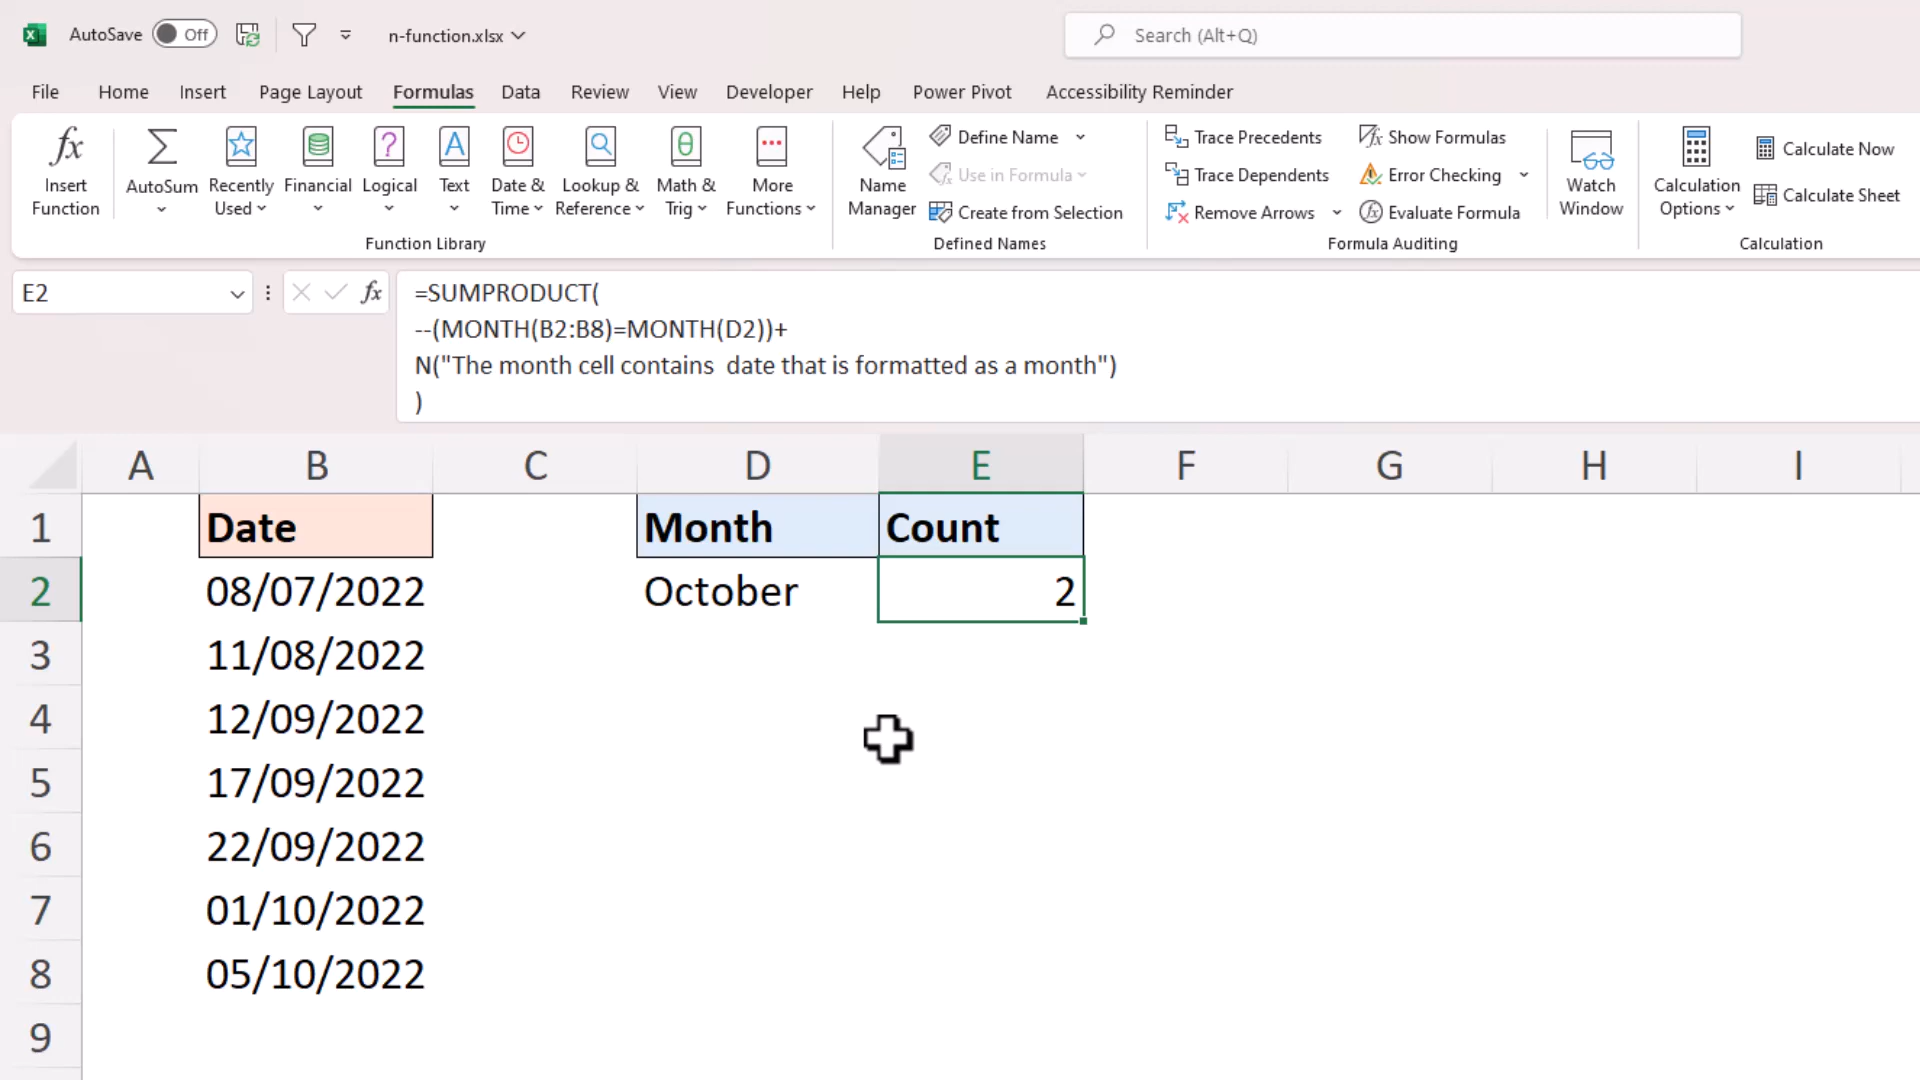 AutoSave Off n-function.xlsx Search (Alt+Q)
File Home Insert Page Layout Formulas Data Review View Developer Help Power Pivot Accessibility Reminder
fx Insert Function
AutoSum
Recently Used
Financial
Logical
Text
Date & Time
Lookup & Reference
Math & Trig
More Functions
Function Library
Name Manager
Define Name
Use in Formula
Create from Selection
Defined Names
Trace Precedents
Trace Dependents
Remove Arrows
Show Formulas
Error Checking
Evaluate Formula
Formula Auditing
Watch Window
Calculation Options
Calculate Now
Calculate Sheet
Calculation
E2 fx
=SUMPRODUCT(
--(MONTH(B2:B8)=MONTH(D2))+
N("The month cell contains  date that is formatted as a month")
)
A B C D E F G H I
1 Date Month Count
2 08/07/2022 October 2
3 11/08/2022
4 12/09/2022
5 17/09/2022
6 22/09/2022
7 01/10/2022
8 05/10/2022
9